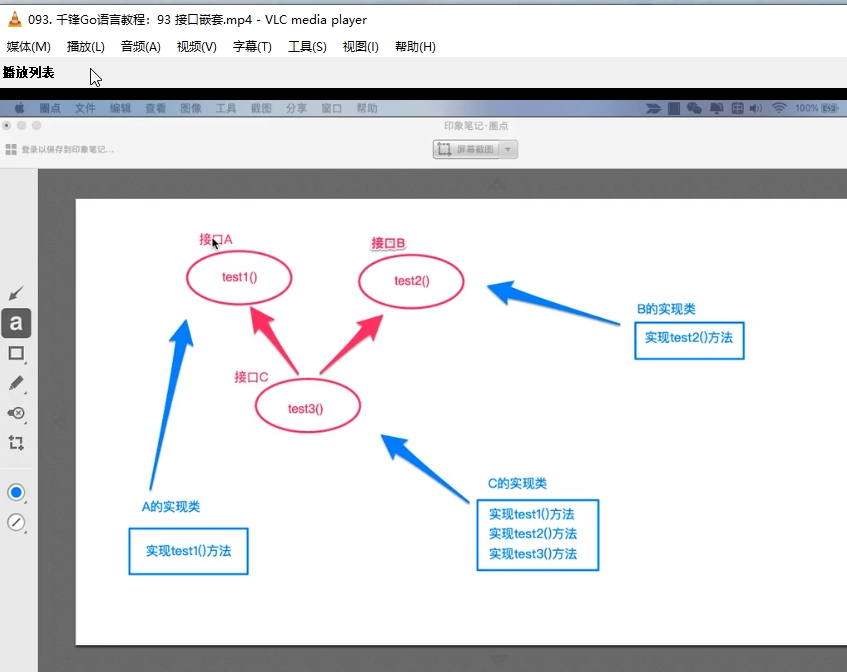 093. 千锋Go语言教程：93 接口嵌套.mp4 - VLC media player
媒体(M) 播放(L) 音频(A) 视频(V) 字幕(T) 工具(S) 视图(I) 帮助(H)
播放列表
圈点 文件 编辑 查看 图像 工具 截图 分享 窗口 帮助 100%
印象笔记·圈点
登录以保存到印象笔记...
屏幕截图
接口A
接口B
test1()
test2()
B的实现类
a
实现test2()方法
接口C
test3()
C的实现类
A的实现类
实现test1()方法
实现test2()方法
实现test3()方法
实现test1()方法